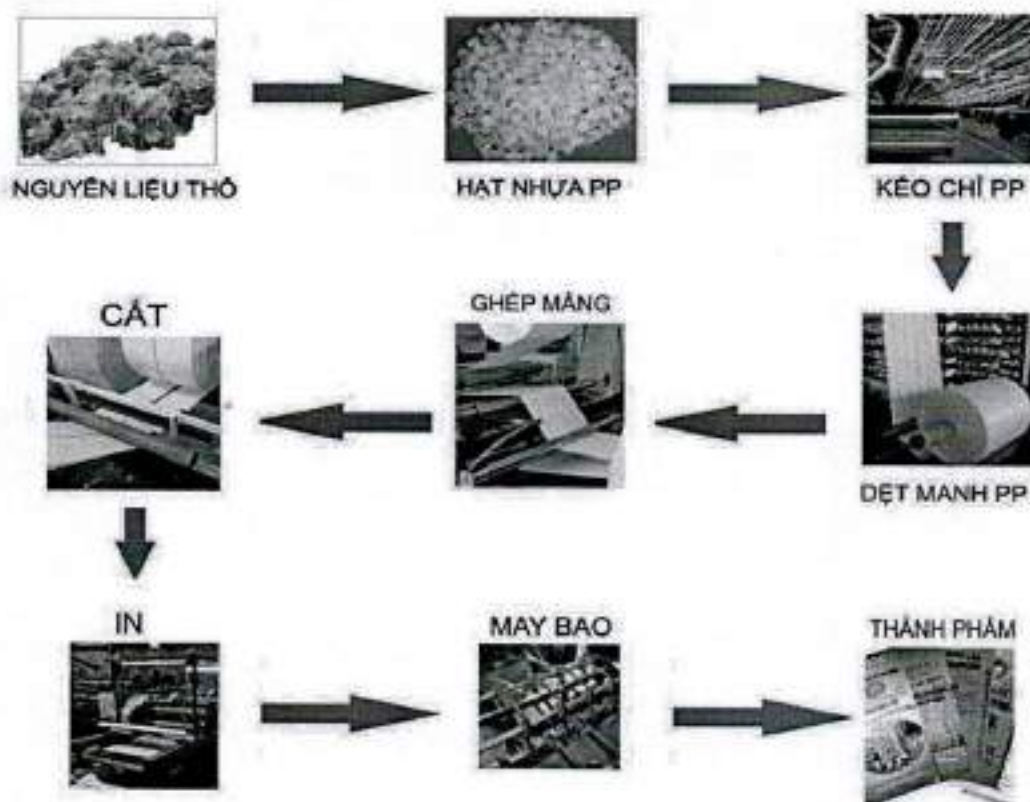 NGUYÊN LIỆU THÔ
HẠT NHỰA PP
KÉO CHỈ PP
CẮT
GHÉP MÀNG
DỆT MANH PP
IN
MAY BAO
THÀNH PHẨM